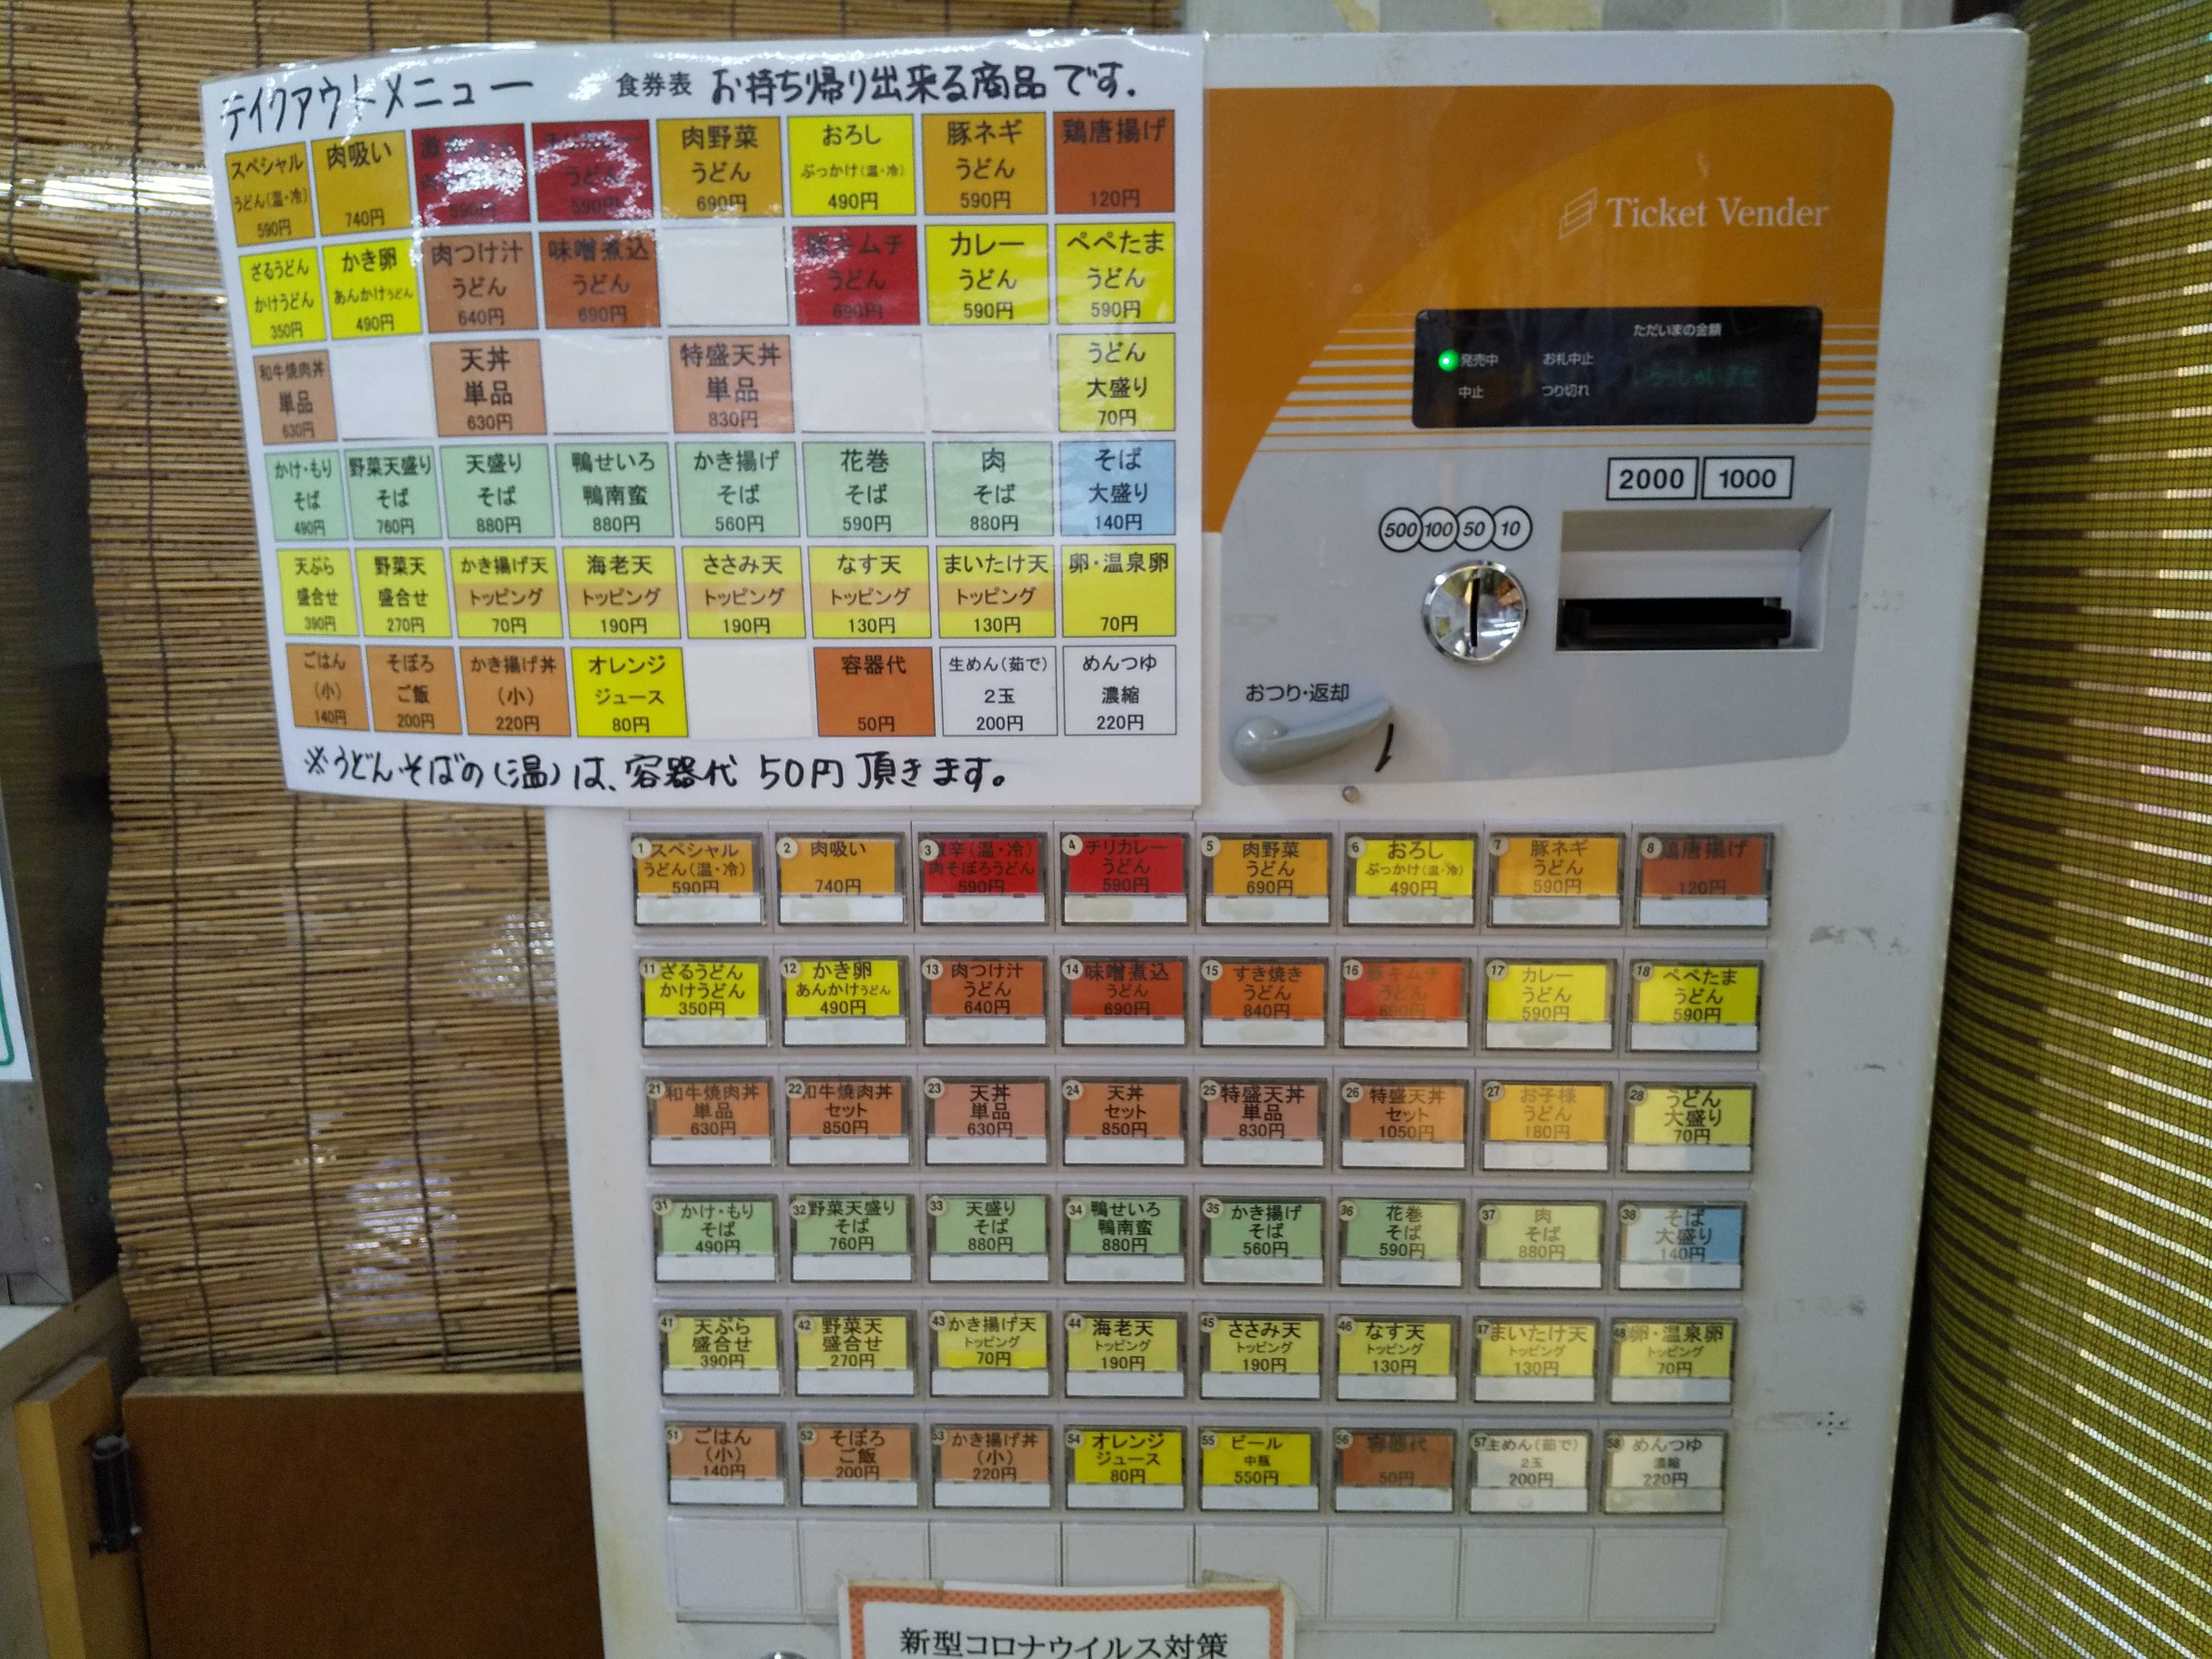 テイクアウトメニュー 食券表 お持ち帰り出来る商品です.
スペシャル
うどん(温・冷)
590円
肉吸い
740円
590円
うどん
590円
肉野菜
うどん
690円
おろし
ぶっかけ(温・冷)
490円
豚ネギ
うどん
590円
鶏唐揚げ
120円
ざるうどん
かけうどん
350円
かき卵
あんかけうどん
490円
肉つけ汁
うどん
640円
味噌煮込
うどん
690円
豚キムチ
うどん
カレー
うどん
590円
ぺぺたま
うどん
590円
和牛焼肉丼
単品
630円
天丼
単品
630円
特盛天丼
単品
830円
うどん
大盛り
70円
かけ・もり
そば
490円
野菜天盛り
そば
760円
天盛り
そば
880円
鴨せいろ
鴨南蛮
880円
かき揚げ
そば
560円
花巻
そば
590円
肉
そば
880円
そば
大盛り
140円
天ぷら
盛合せ
390円
野菜天
盛合せ
270円
かき揚げ天
トッピング
70円
海老天
トッピング
190円
ささみ天
トッピング
190円
なす天
トッピング
130円
まいたけ天
トッピング
130円
卵・温泉卵
70円
ごはん
(小)
140円
そぼろ
ご飯
200円
かき揚げ丼
(小)
220円
オレンジ
ジュース
80円
容器代
50円
生めん(茹で)
2玉
200円
めんつゆ
濃縮
220円
※うどんそばの(温)は、容器代 50円 頂きます。
Ticket Vender
ただいまの金額
発売中 お札中止
いらっしゃいませ
中止 つり切れ
2000 1000
500 100 50 10
おつり・返却
1 スペシャル
うどん(温・冷)
590円
2 肉吸い
740円
3 激辛(温・冷)
肉そぼろうどん
590円
4 チリカレー
うどん
590円
5 肉野菜
うどん
690円
6 おろし
ぶっかけ(温・冷)
490円
7 豚ネギ
うどん
590円
8 鶏唐揚げ
120円
11 ざるうどん
かけうどん
350円
12 かき卵
あんかけうどん
490円
13 肉つけ汁
うどん
640円
14 味噌煮込
うどん
690円
15 すき焼き
うどん
840円
16 豚キムチ
うどん
17 カレー
うどん
590円
18 ぺぺたま
うどん
590円
21 和牛焼肉丼
単品
630円
22 和牛焼肉丼
セット
850円
23 天丼
単品
630円
24 天丼
セット
850円
25 特盛天丼
単品
830円
26 特盛天丼
セット
1050円
27 お子様
うどん
180円
28 うどん
大盛り
70円
31 かけ・もり
そば
490円
32 野菜天盛り
そば
760円
33 天盛り
そば
880円
34 鴨せいろ
鴨南蛮
880円
35 かき揚げ
そば
560円
36 花巻
そば
590円
37 肉
そば
880円
38 そば
大盛り
140円
41 天ぷら
盛合せ
390円
42 野菜天
盛合せ
270円
43 かき揚げ天
トッピング
70円
44 海老天
トッピング
190円
45 ささみ天
トッピング
190円
46 なす天
トッピング
130円
47 まいたけ天
トッピング
130円
48 卵・温泉卵
トッピング
70円
51 ごはん
(小)
140円
52 そぼろ
ご飯
200円
53 かき揚げ丼
(小)
220円
54 オレンジ
ジュース
80円
55 ビール
中瓶
550円
56 容器代
50円
57 生めん(茹で)
2玉
200円
58 めんつゆ
濃縮
220円
新型コロナウイルス対策